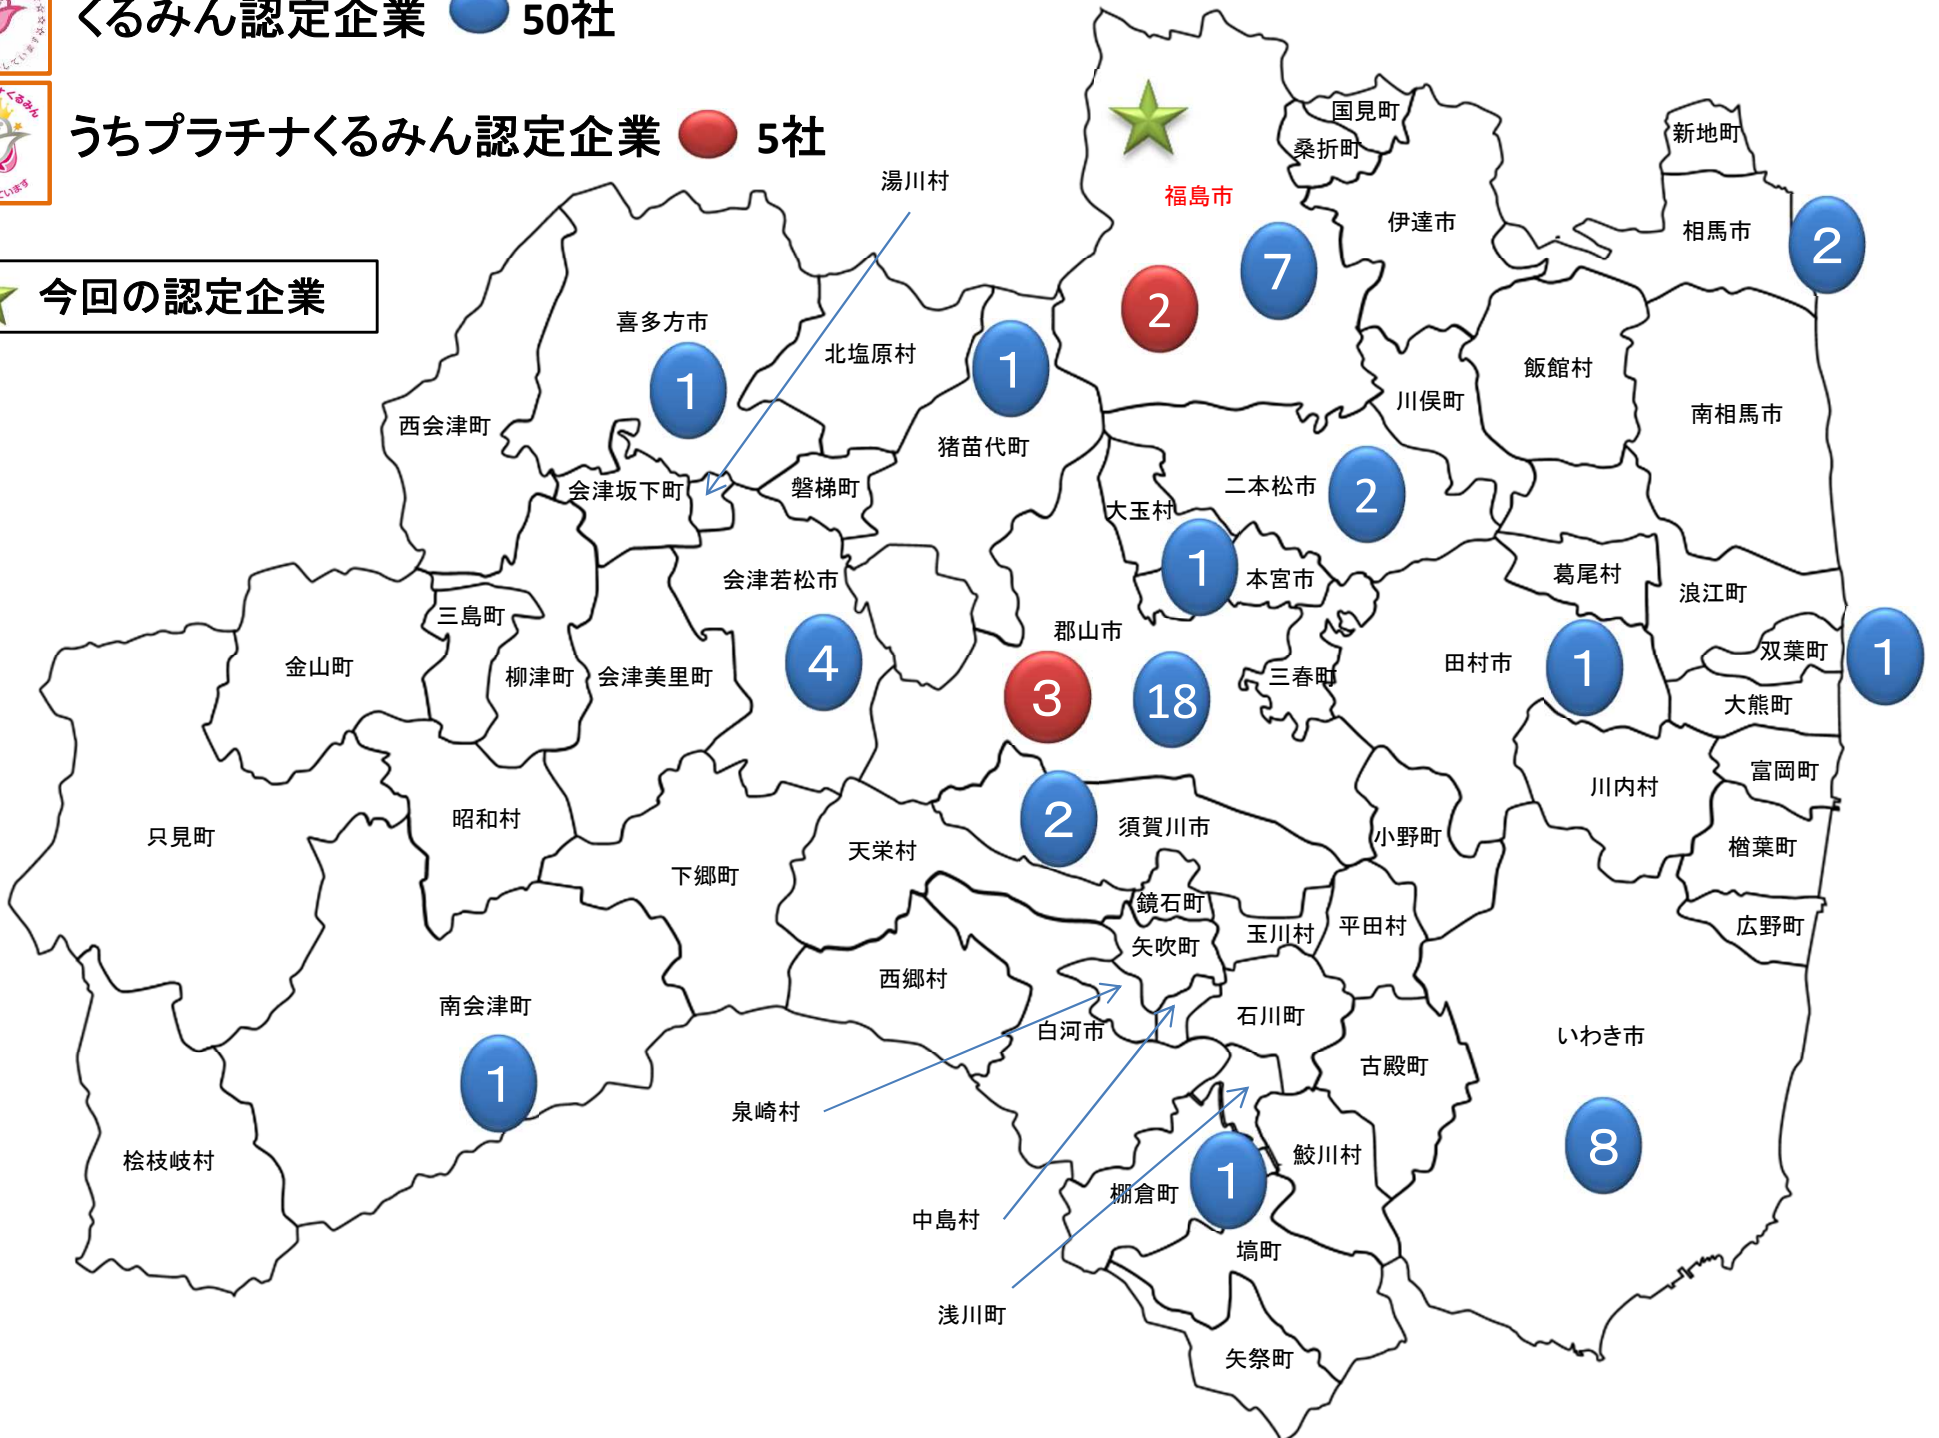 くるみん認定企業 50社
うちプラチナくるみん認定企業 5社
今回の認定企業
国見町
桑折町
新地町
湯川村
福島市
伊達市
相馬市
2
7
2
喜多方市
北塩原村
1
1
飯舘村
川俣町
南相馬市
西会津町
猪苗代町
会津坂下町
磐梯町
二本松市
2
大玉村
1
本宮市
葛尾村
浪江町
会津若松市
4
三島町
郡山市
金山町
柳津町
会津美里町
三春町
田村市
1
双葉町
1
3
18
大熊町
富岡町
川内村
只見町
昭和村
2
須賀川市
小野町
楢葉町
下郷町
天栄村
鏡石町
玉川村
平田村
広野町
矢吹町
西郷村
南会津町
白河市
石川町
いわき市
古殿町
1
泉崎村
8
桧枝岐村
鮫川村
棚倉町
1
中島村
塙町
浅川町
矢祭町